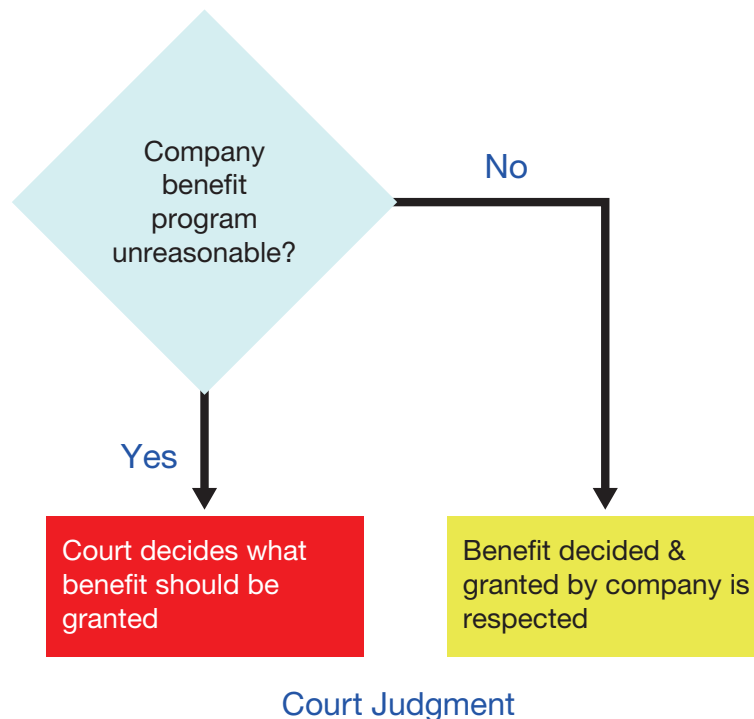 Company
benefit
program
unreasonable?
No
Yes
Court decides what
benefit should be
granted
Benefit decided &
granted by company is
respected
Court Judgment